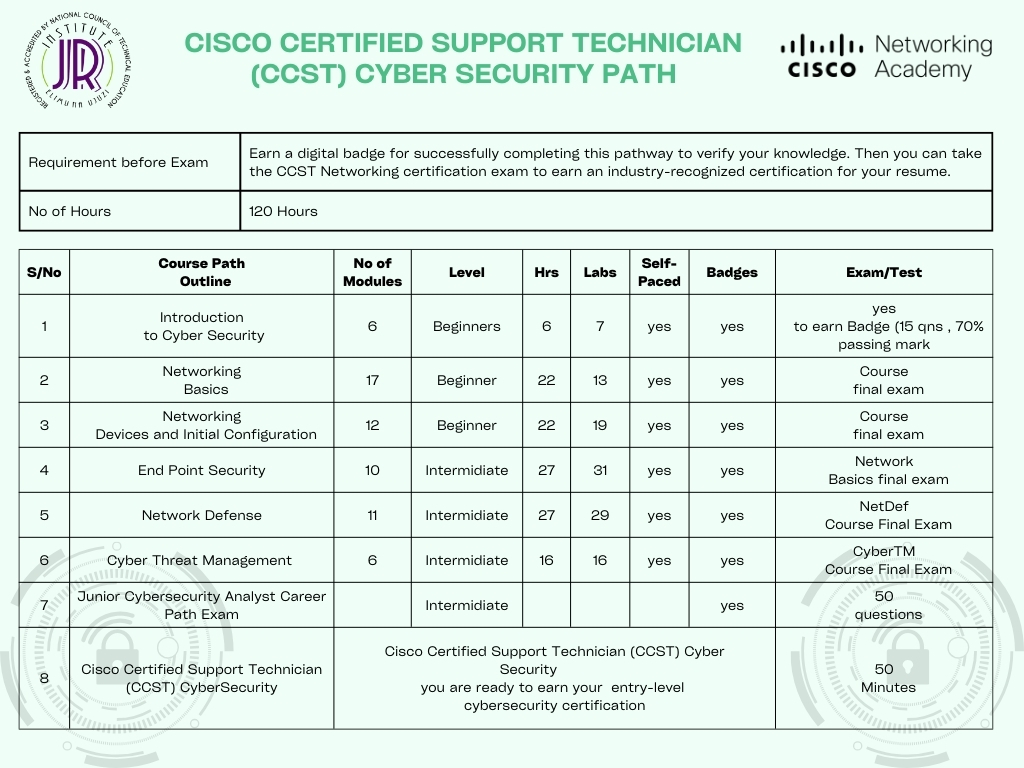 REGISTERED & ACCREDITED BY NATIONAL COUNCIL OF TECHNICAL EDUCATION
INSTITUTE
JR
CISCO CERTIFIED SUPPORT TECHNICIAN
(CCST) CYBER SECURITY PATH
CISCO
Networking
Academy
Requirement before Exam
Earn a digital badge for successfully completing this pathway to verify your knowledge. Then you can take
the CCST Networking certification exam to earn an industry-recognized certification for your resume.
No of Hours
120 Hours
S/No
Course Path
Outline
No of
Modules
Level
Hrs
Labs
Self-
Paced
Badges
Exam/Test
1
Introduction
to Cyber Security
6
Beginners
6
7
yes
yes
yes
to earn Badge (15 qns , 70%
passing mark
2
Networking
Basics
17
Beginner
22
13
yes
yes
Course
final exam
3
Networking
Devices and Initial Configuration
12
Beginner
22
19
yes
yes
Course
final exam
4
End Point Security
10
Intermidiate
27
31
yes
yes
Network
Basics final exam
5
Network Defense
11
Intermidiate
27
29
yes
yes
NetDef
Course Final Exam
6
Cyber Threat Management
6
Intermidiate
16
16
yes
yes
CyberTM
Course Final Exam
7
Junior Cybersecurity Analyst Career
Path Exam
Intermidiate
yes
50
questions
8
Cisco Certified Support Technician
(CCST) CyberSecurity
Cisco Certified Support Technician (CCST) Cyber
Security
you are ready to earn your entry-level
cybersecurity certification
50
Minutes